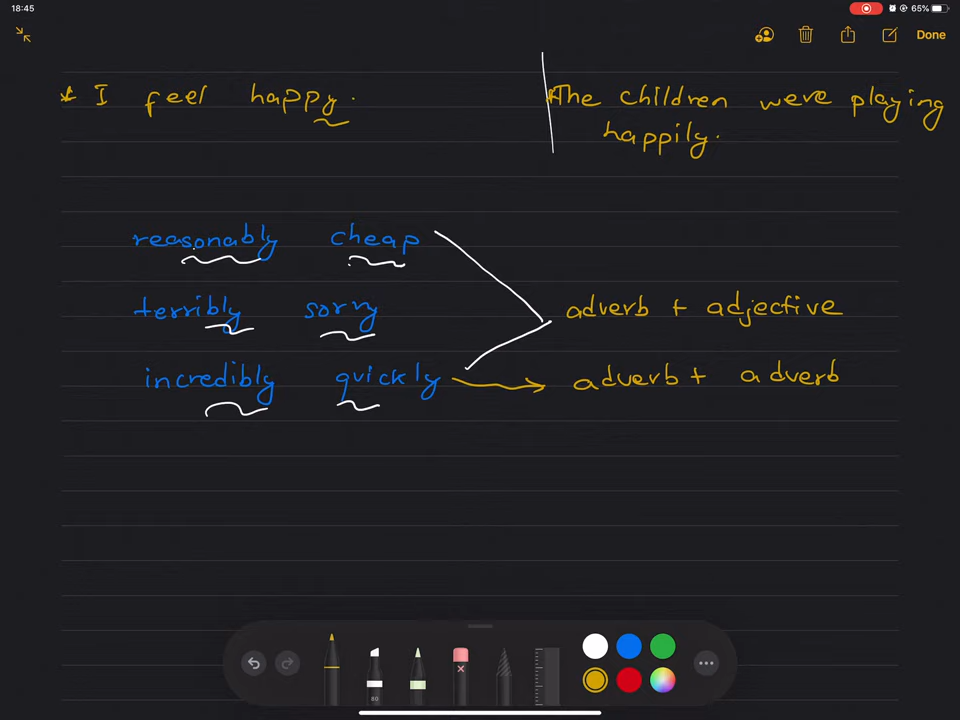 18:45
65%
Done
* I feel happy.
*The children were playing
happily.
reasonably cheap
terribly sorry
adverb + adjective
incredibly quickly
adverb + adverb
80